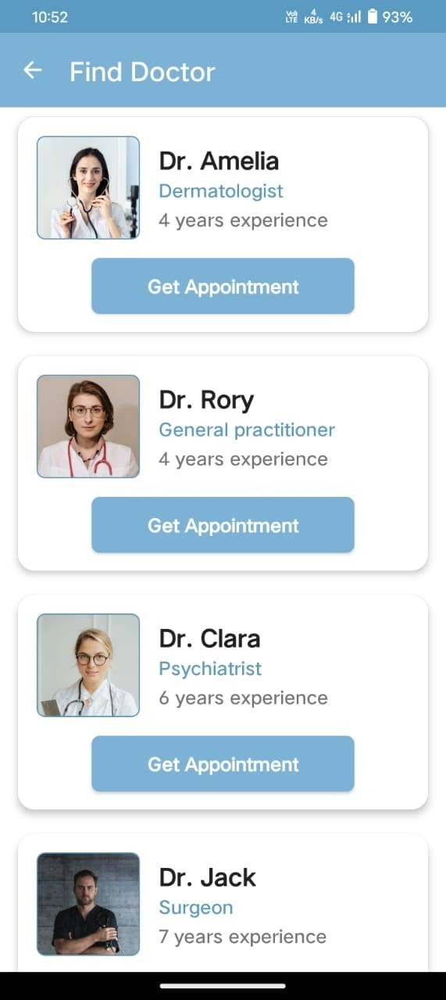 10:52
Vo) LTE 4 KB/s 4G 93%
Find Doctor
Dr. Amelia
Dermatologist
4 years experience
Get Appointment
Dr. Rory
General practitioner
4 years experience
Get Appointment
Dr. Clara
Psychiatrist
6 years experience
Get Appointment
Dr. Jack
Surgeon
7 years experience